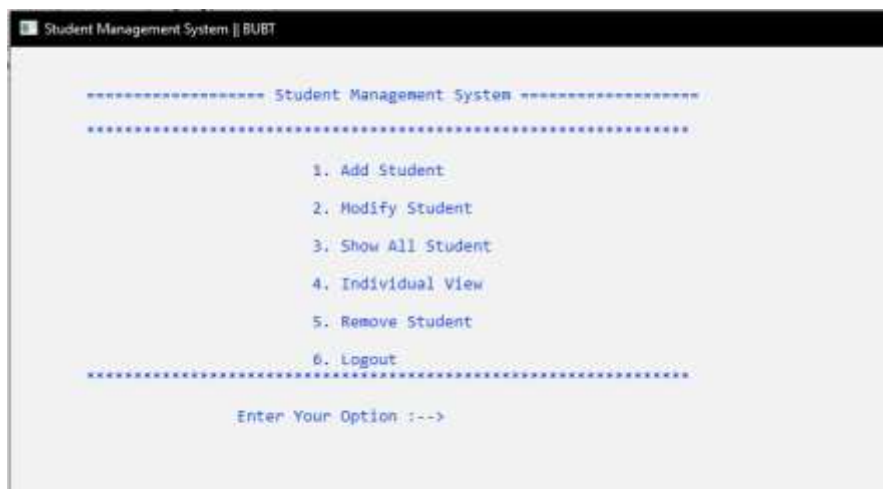 Student Management System || BUBT
=================== Student Management System ===================
****************************************************************
1. Add Student
2. Modify Student
3. Show All Student
4. Individual View
5. Remove Student
6. Logout
****************************************************************
Enter Your Option :-->